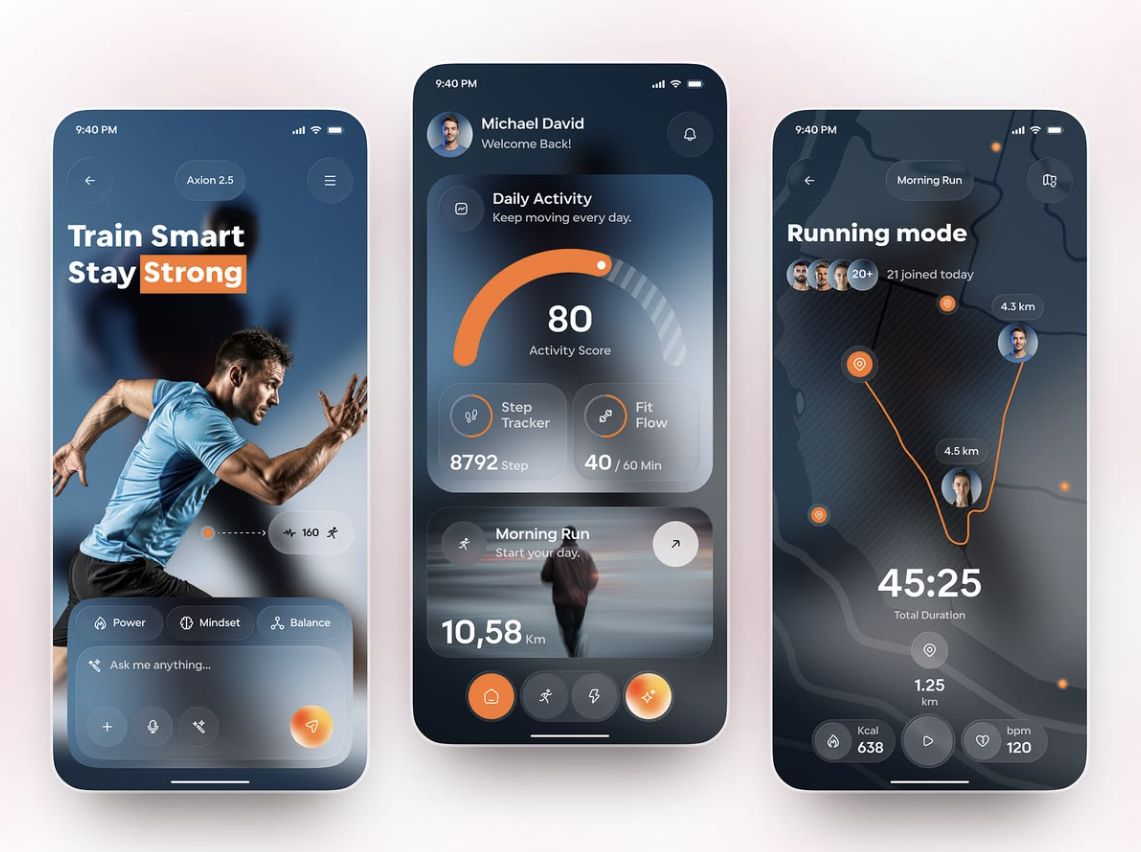 9:40 PM
Axion 2.5
Train Smart
Stay Strong
160
Power
Mindset
Balance
Ask me anything...
9:40 PM
Michael David
Welcome Back!
Daily Activity
Keep moving every day.
80
Activity Score
Step
Tracker
8792 Step
Fit
Flow
40 / 60 Min
Morning Run
Start your day.
10,58 Km
9:40 PM
Morning Run
Running mode
20+
21 joined today
4.3 km
4.5 km
45:25
Total Duration
1.25
km
Kcal
638
bpm
120